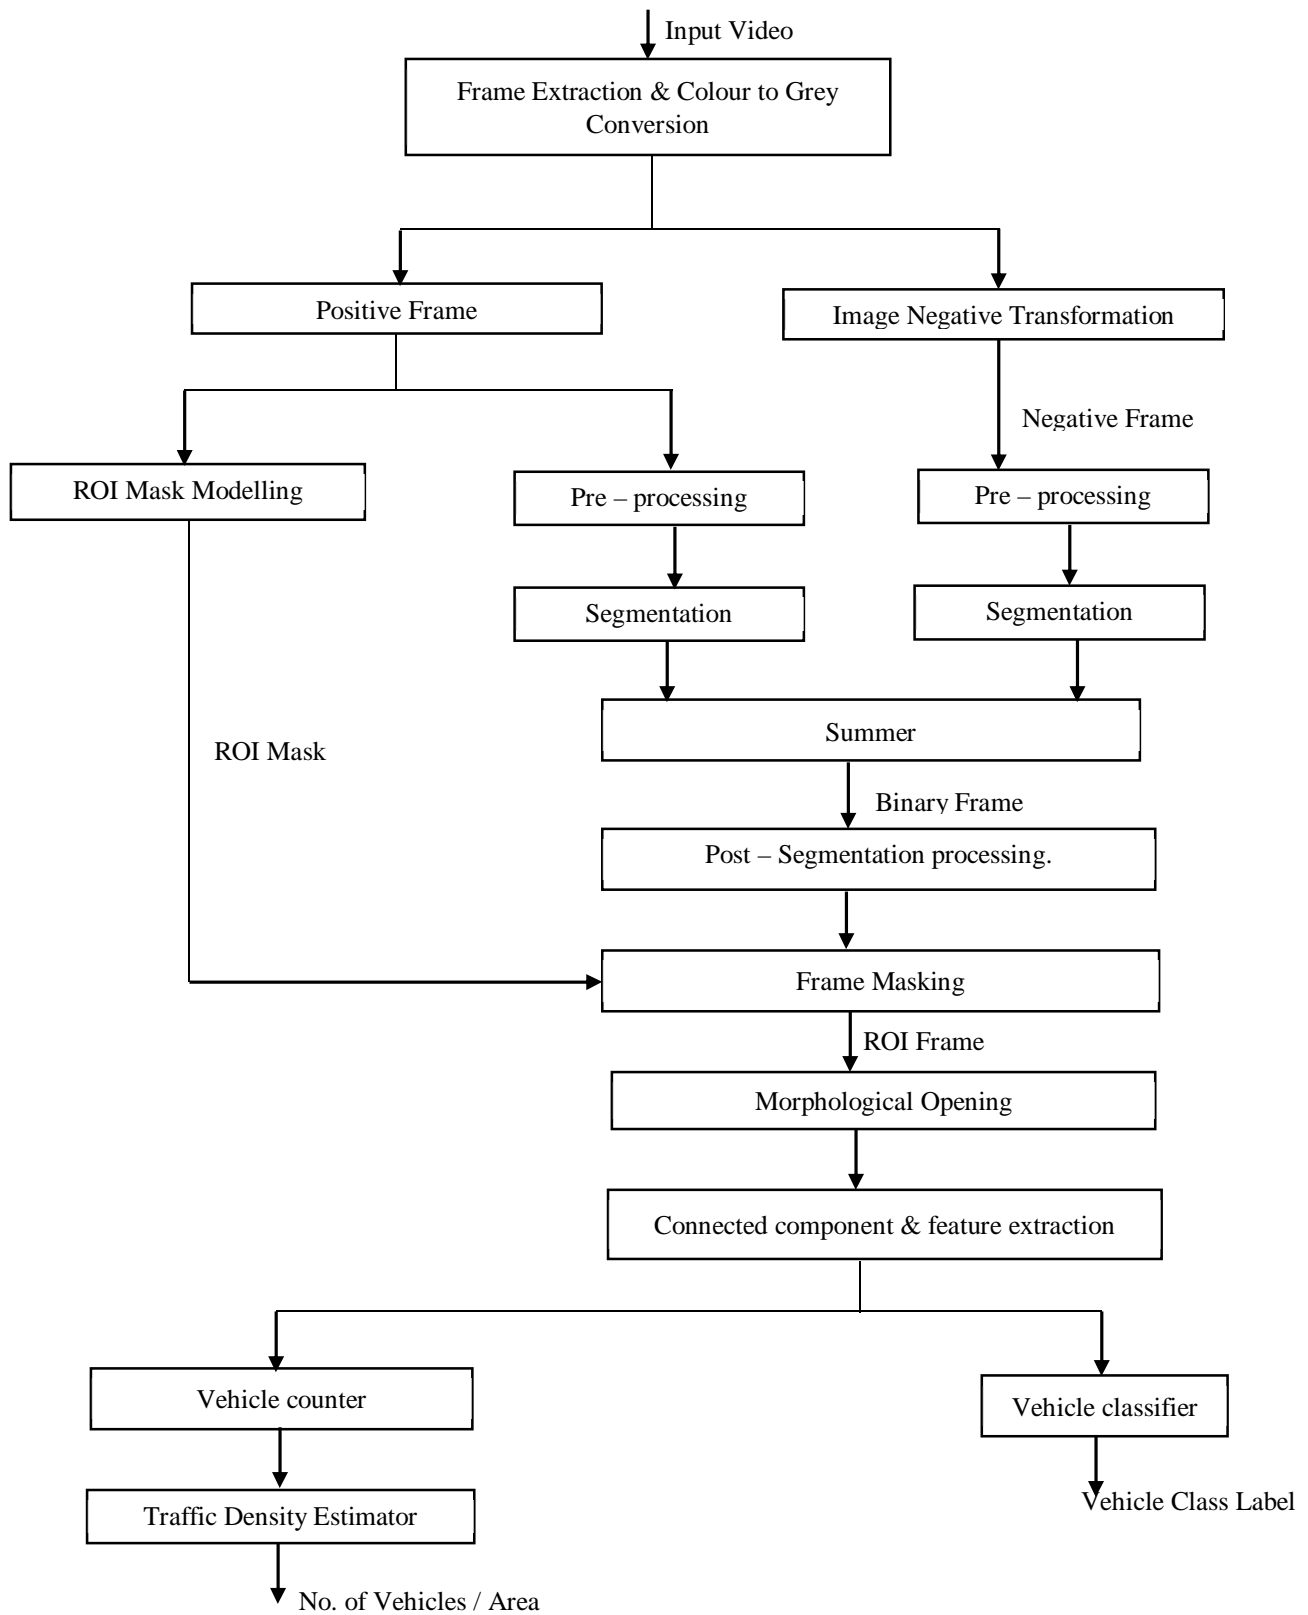 Input Video
Frame Extraction & Colour to Grey
Conversion
Positive Frame
Image Negative Transformation
Negative Frame
ROI Mask Modelling
Pre – processing
Pre – processing
Segmentation
Segmentation
Summer
ROI Mask
Binary Frame
Post – Segmentation processing.
Frame Masking
ROI Frame
Morphological Opening
Connected component & feature extraction
Vehicle counter
Vehicle classifier
Vehicle Class Label
Traffic Density Estimator
No. of Vehicles / Area